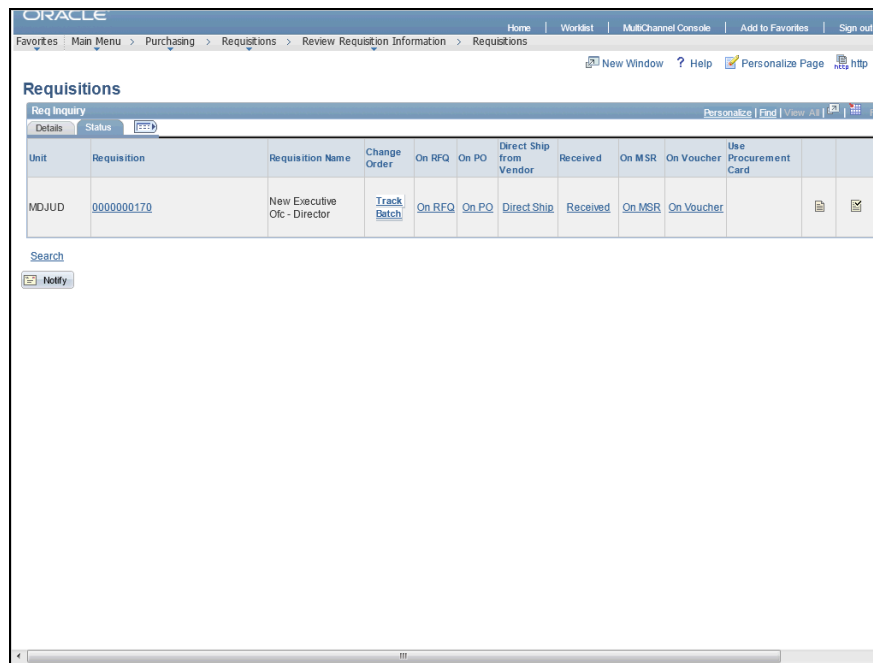 ORACLE
Home | Worklist | MultiChannel Console | Add to Favorites | Sign out
Favorites Main Menu > Purchasing > Requisitions > Review Requisition Information > Requisitions
New Window ? Help Personalize Page http
Requisitions
Req Inquiry Personalize | Find | View All |
Details Status
Unit Requisition Requisition Name Change Order On RFQ On PO Direct Ship from Vendor Received On MSR On Voucher Use Procurement Card
MDJUD 0000000170 New Executive Ofc - Director Track Batch On RFQ On PO Direct Ship Received On MSR On Voucher
Search
Notify